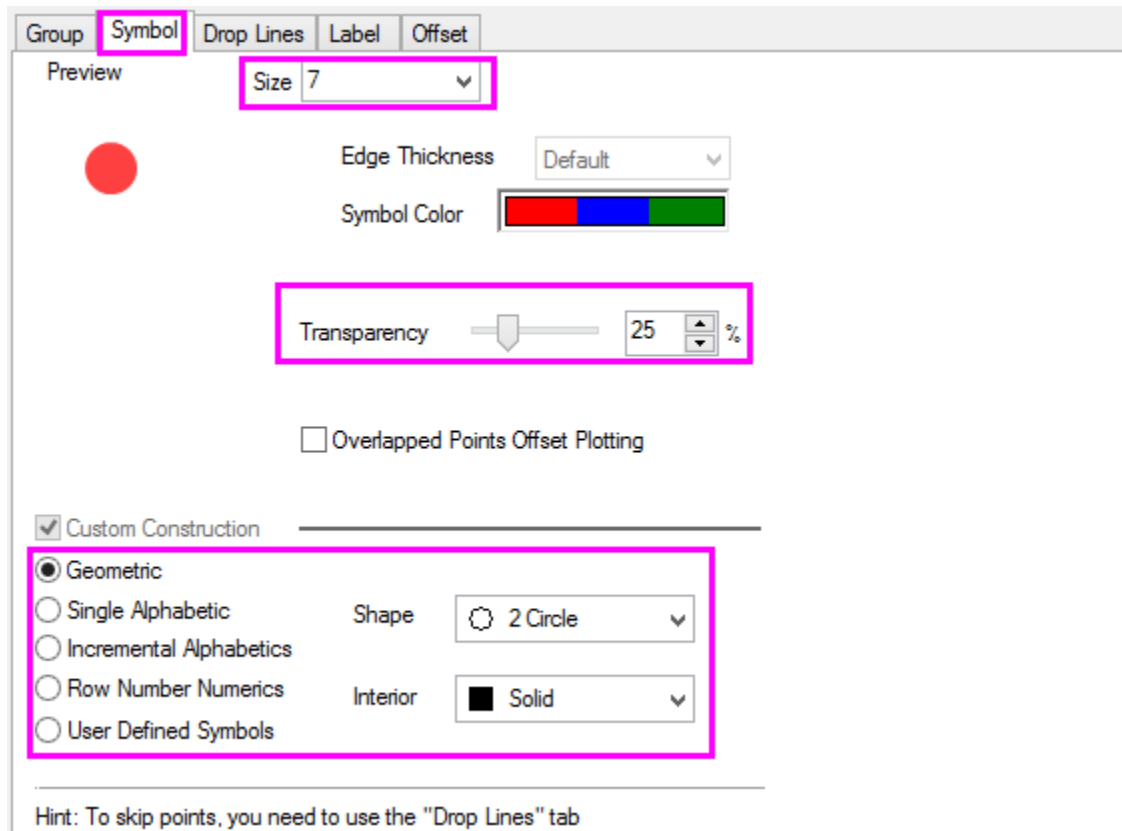 Group Symbol Drop Lines Label Offset
Preview Size 7
Edge Thickness Default
Symbol Color
Transparency 25 %
Overlapped Points Offset Plotting
Custom Construction
Geometric
Single Alphabetic Shape 2 Circle
Incremental Alphabetics
Row Number Numerics Interior Solid
User Defined Symbols
Hint: To skip points, you need to use the "Drop Lines" tab